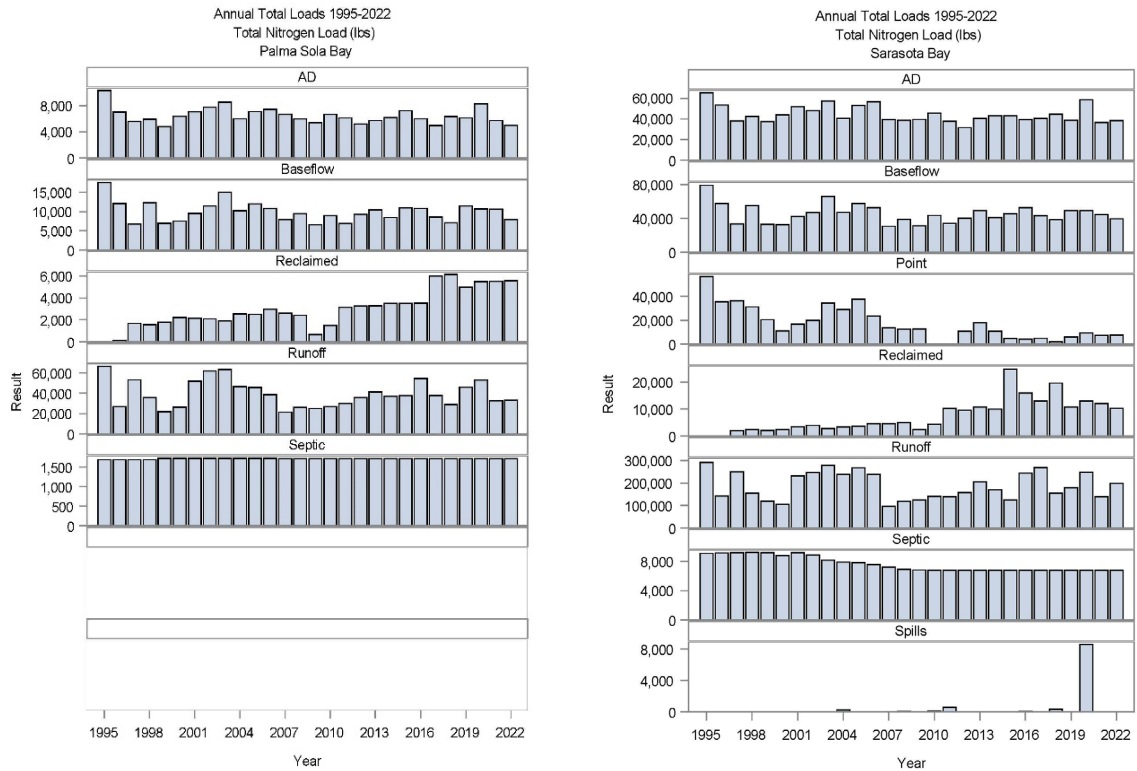 Annual Total Loads 1995-2022
Total Nitrogen Load (lbs)
Palma Sola Bay
AD
8,000
4,000
0
Baseflow
15,000
10,000
5,000
0
Reclaimed
6,000
4,000
2,000
0
Runoff
60,000
40,000
20,000
0
Septic
1,500
1,000
500
0
Result
1995 1998 2001 2004 2007 2010 2013 2016 2019 2022
Year
Annual Total Loads 1995-2022
Total Nitrogen Load (lbs)
Sarasota Bay
AD
60,000
40,000
20,000
0
Baseflow
80,000
40,000
0
Point
40,000
20,000
0
Reclaimed
20,000
10,000
0
Runoff
300,000
200,000
100,000
0
Septic
8,000
4,000
0
Spills
8,000
4,000
0
Result
1995 1998 2001 2004 2007 2010 2013 2016 2019 2022
Year